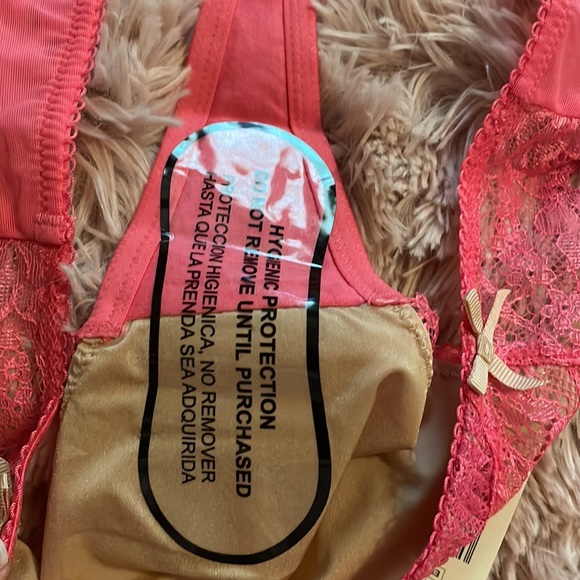 HYGIENIC PROTECTION
DO NOT REMOVE UNTIL PURCHASED
PROTECCION HIGIENICA, NO REMOVER
HASTA QUE LA PRENDA SEA ADQUIRIDA